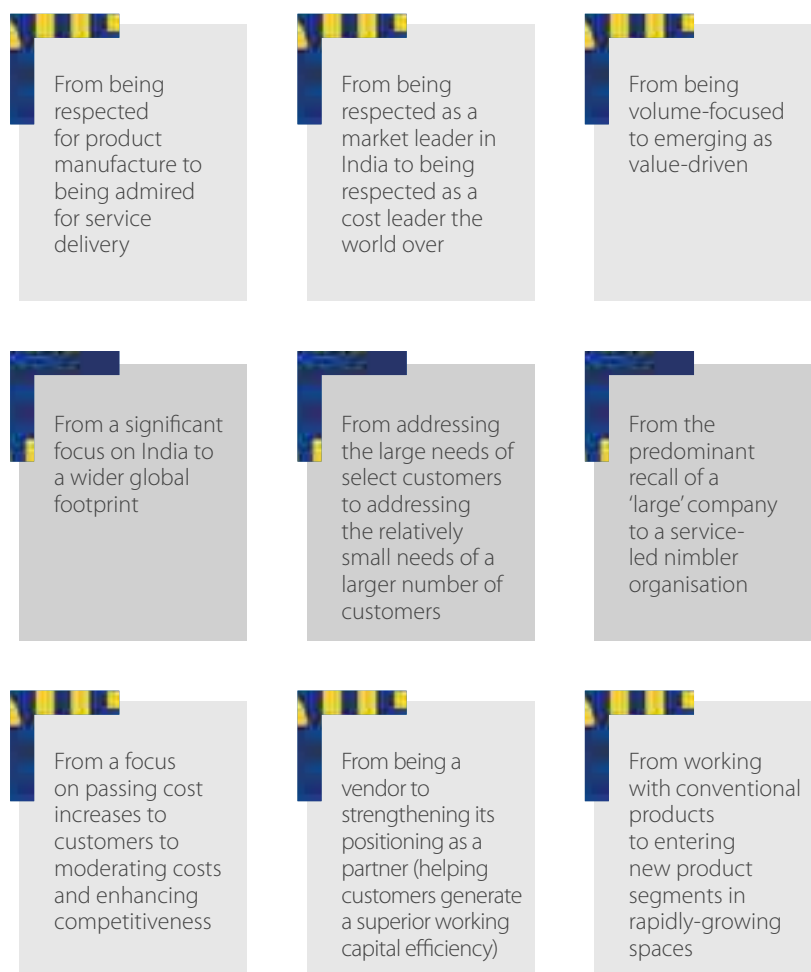 From being
respected
for product
manufacture to
being admired
for service
delivery
From being
respected as a
market leader in
India to being
respected as a
cost leader the
world over
From being
volume-focused
to emerging as
value-driven
From a significant
focus on India to
a wider global
footprint
From addressing
the large needs of
select customers
to addressing
the relatively
small needs of a
larger number of
customers
From the
predominant
recall of a
‘large’ company
to a service-
led nimbler
organisation
From a focus
on passing cost
increases to
customers to
moderating costs
and enhancing
competitiveness
From being a
vendor to
strengthening its
positioning as a
partner (helping
customers generate
a superior working
capital efficiency)
From working
with conventional
products
to entering
new product
segments in
rapidly-growing
spaces